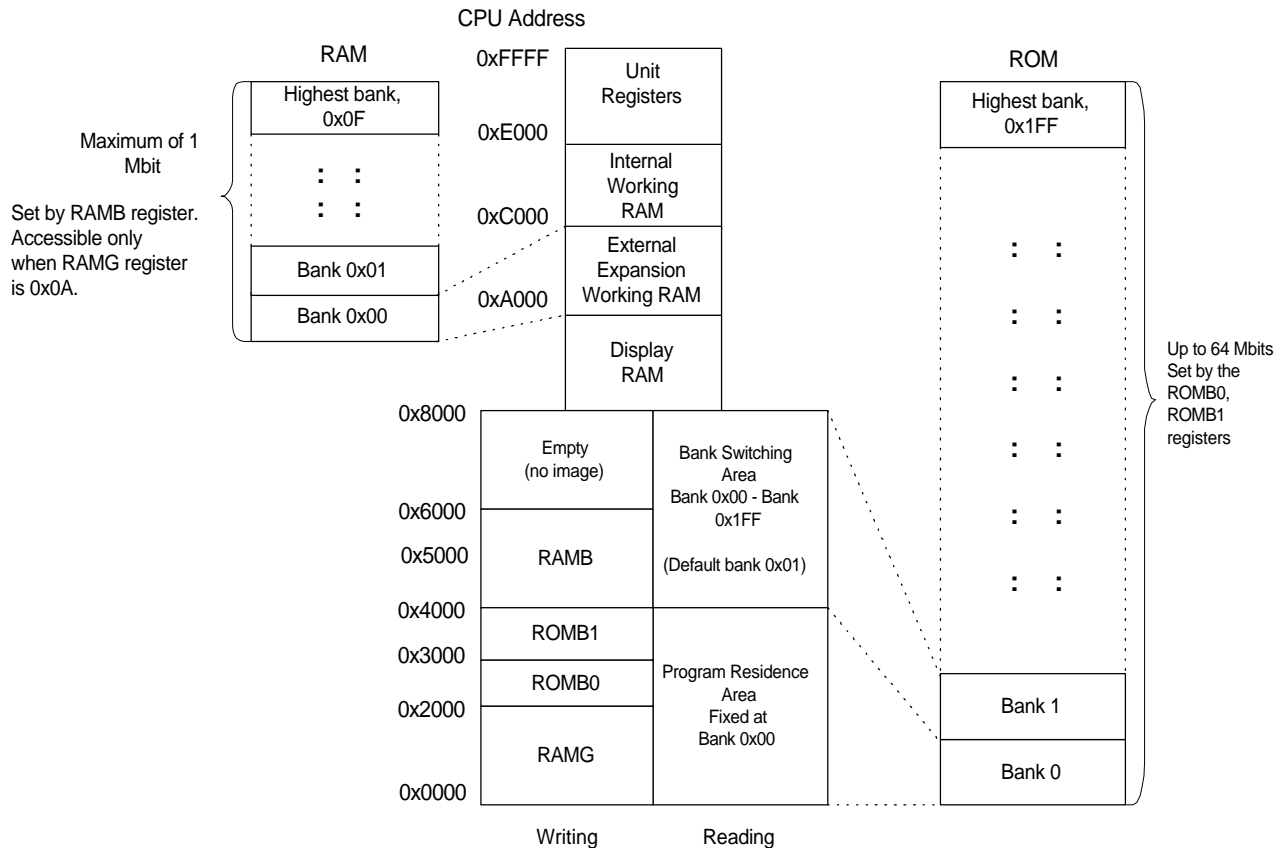 CPU Address
RAM
Highest bank,
0x0F
: :
: :
Bank 0x01
Bank 0x00
Maximum of 1
Mbit
Set by RAMB register.
Accessible only
when RAMG register
is 0x0A.
0xFFFF
0xE000
0xC000
0xA000
0x8000
0x6000
0x5000
0x4000
0x3000
0x2000
0x0000
Unit
Registers
Internal
Working
RAM
External
Expansion
Working RAM
Display
RAM
Empty
(no image)
RAMB
ROMB1
ROMB0
RAMG
Writing
Bank Switching
Area
Bank 0x00 - Bank
0x1FF
(Default bank 0x01)
Program Residence
Area
Fixed at
Bank 0x00
Reading
ROM
Highest bank,
0x1FF
: :
: :
: :
: :
: :
: :
Bank 1
Bank 0
Up to 64 Mbits
Set by the
ROMB0,
ROMB1
registers